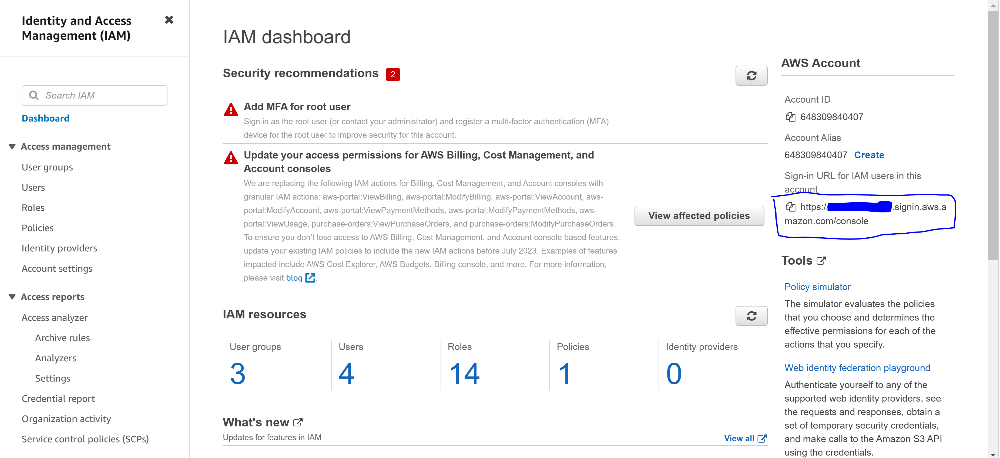 Identity and Access
Management (IAM)
Search IAM
Dashboard
Access management
User groups
Users
Roles
Policies
Identity providers
Account settings
Access reports
Access analyzer
Archive rules
Analyzers
Settings
Credential report
Organization activity
Service control policies (SCPs)
IAM dashboard
Security recommendations 2
Add MFA for root user
Sign in as the root user (or contact your administrator) and register a multi-factor authentication (MFA)
device for the root user to improve security for this account.
Update your access permissions for AWS Billing, Cost Management, and
Account consoles
We are replacing the following IAM actions for Billing, Cost Management, and Account consoles with
granular IAM actions: aws-portal:ViewBilling, aws-portal:ModifyBilling, aws-portal:ViewAccount, aws-
portal:ModifyAccount, aws-portal:ViewPaymentMethods, aws-portal:ModifyPaymentMethods, aws-
portal:ViewUsage, purchase-orders:ViewPurchaseOrders, and purchase-orders:ModifyPurchaseOrders.
To ensure you don’t lose access to AWS Billing, Cost Management, and Account console based features,
update your existing IAM policies to include the new IAM actions before July 2023. Examples of features
impacted include AWS Cost Explorer, AWS Budgets, Billing console, and more. For more information,
please visit blog .
View affected policies
IAM resources
User groups
3
Users
4
Roles
14
Policies
1
Identity providers
0
What's new
Updates for features in IAM
View all
AWS Account
Account ID
648309840407
Account Alias
648309840407 Create
Sign-in URL for IAM users in this
account
https:// .signin.aws.a
mazon.com/console
Tools
Policy simulator
The simulator evaluates the policies
that you choose and determines the
effective permissions for each of the
actions that you specify.
Web identity federation playground
Authenticate yourself to any of the
supported web identity providers, see
the requests and responses, obtain a
set of temporary security credentials,
and make calls to the Amazon S3 API
using the credentials.